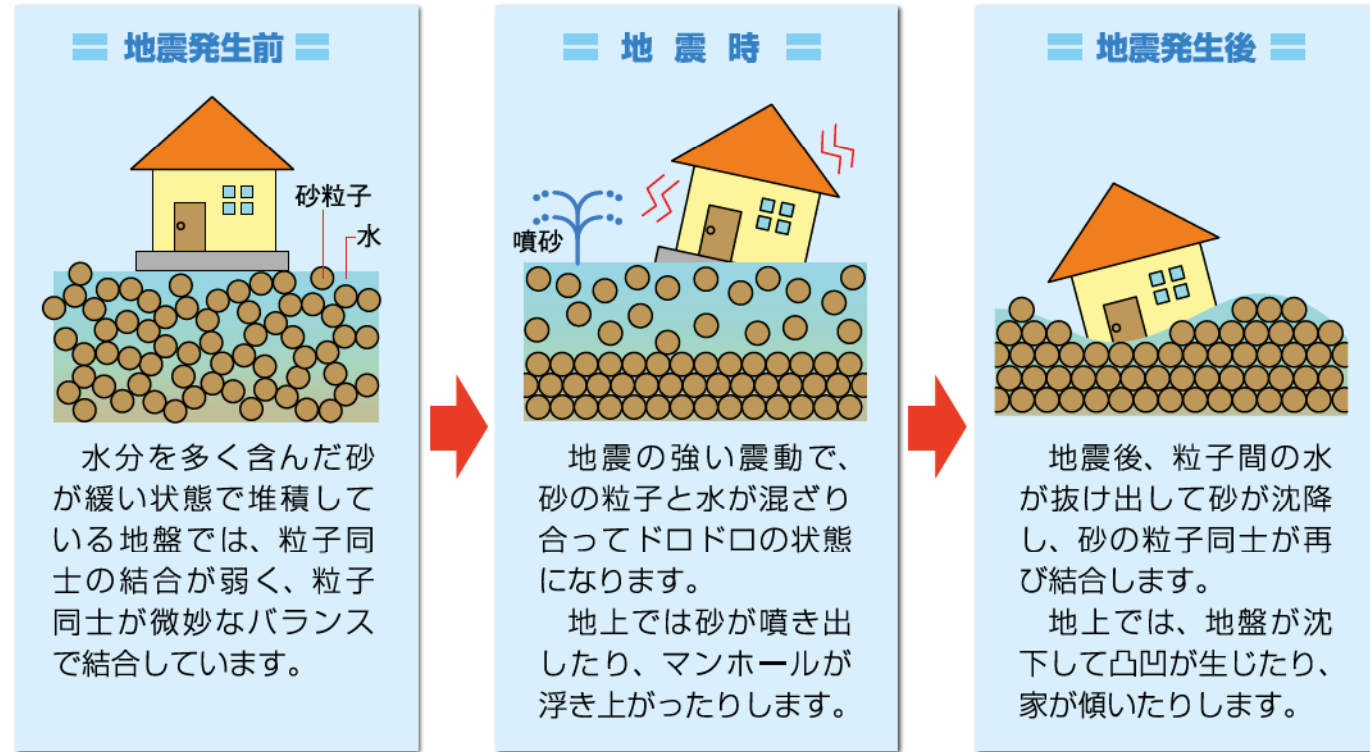 地震発生前
砂粒子
水
水分を多く含んだ砂
が緩い状態で堆積して
いる地盤では、粒子同
士の結合が弱く、粒子
同士が微妙なバランス
で結合しています。
地震時
噴砂
地震の強い震動で、
砂の粒子と水が混ざり
合ってドロドロの状態
になります。
地上では砂が噴き出
したり、マンホールが
浮き上がったりします。
地震発生後
地震後、粒子間の水
が抜け出して砂が沈降
し、砂の粒子同士が再
び結合します。
地上では、地盤が沈
下して凸凹が生じたり、
家が傾いたりします。